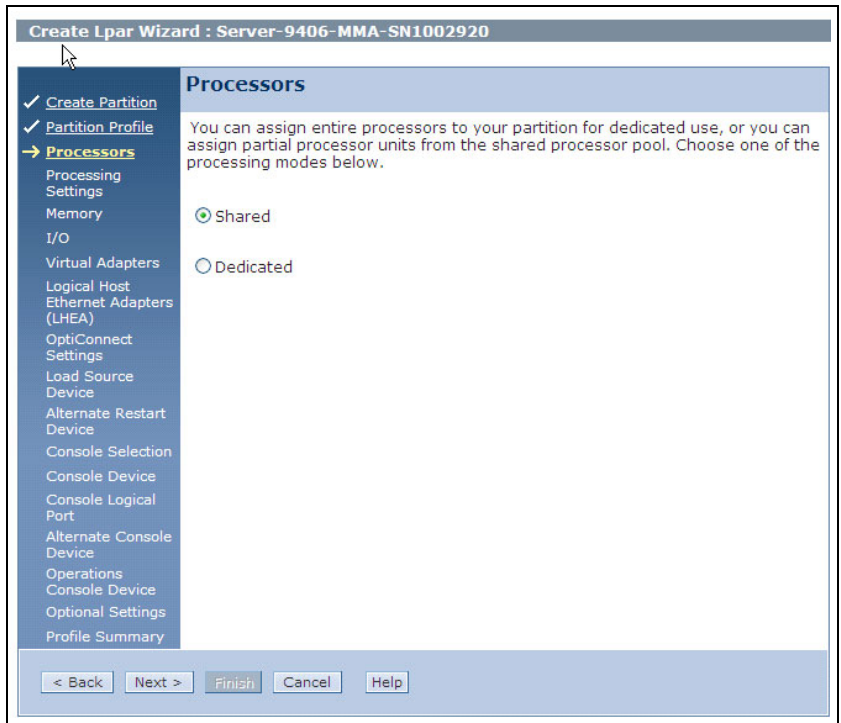 Create Lpar Wizard : Server-9406-MMA-SN1002920
Create Partition
Partition Profile
Processors
Processing
Settings
Memory
I/O
Virtual Adapters
Logical Host
Ethernet Adapters
(LHEA)
OptiConnect
Settings
Load Source
Device
Alternate Restart
Device
Console Selection
Console Device
Console Logical
Port
Alternate Console
Device
Operations
Console Device
Optional Settings
Profile Summary
Processors
You can assign entire processors to your partition for dedicated use, or you can
assign partial processor units from the shared processor pool. Choose one of the
processing modes below.
Shared
Dedicated
< Back
Next >
Finish
Cancel
Help